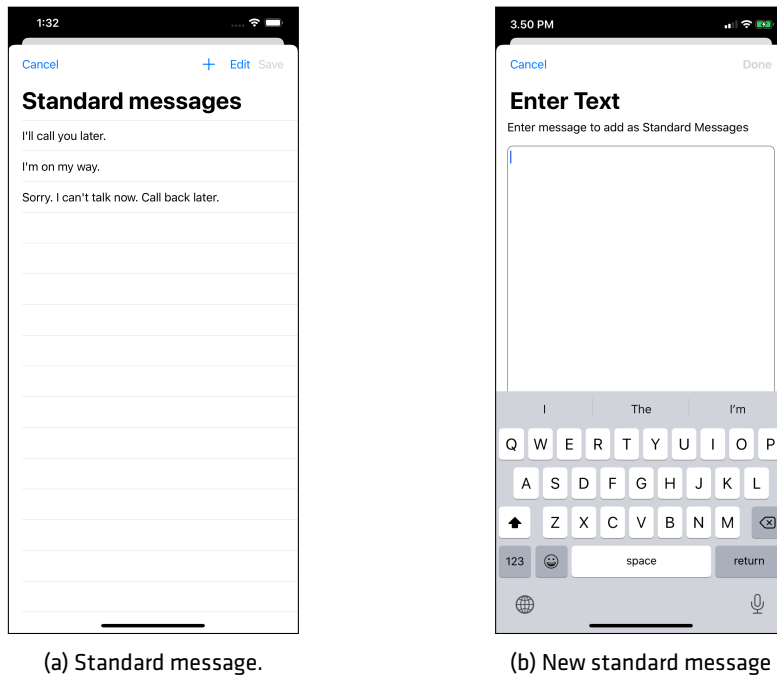 1:32
Cancel + Edit Save
Standard messages
I'll call you later.
I'm on my way.
Sorry. I can't talk now. Call back later.
(a) Standard message.
3.50 PM
Cancel Done
Enter Text
Enter message to add as Standard Messages
I The I'm
Q W E R T Y U I O P
A S D F G H J K L
Z X C V B N M
123 space return
(b) New standard message